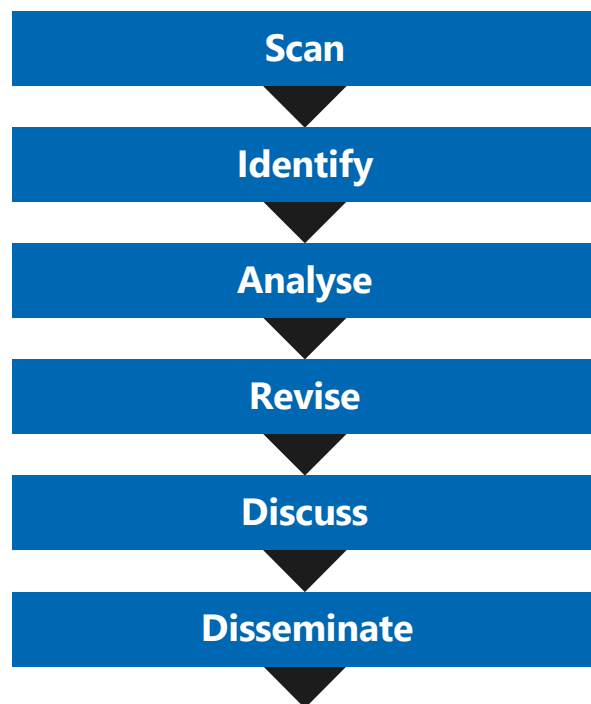 Scan
Identify
Analyse
Revise
Discuss
Disseminate